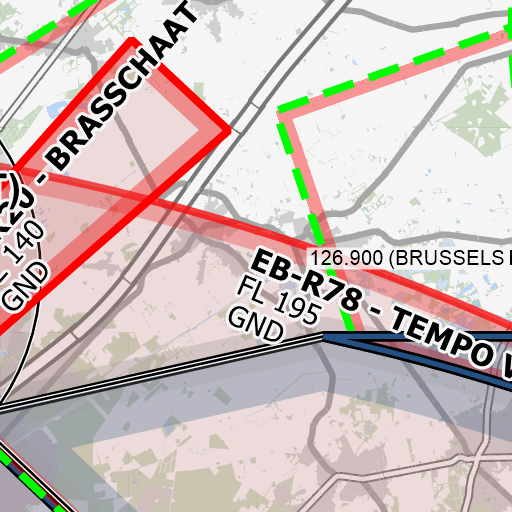 - BRASSCHAAT
140
GND
126.900 (BRUSSELS
EB-R78 - TEMPO
FL 195
GND